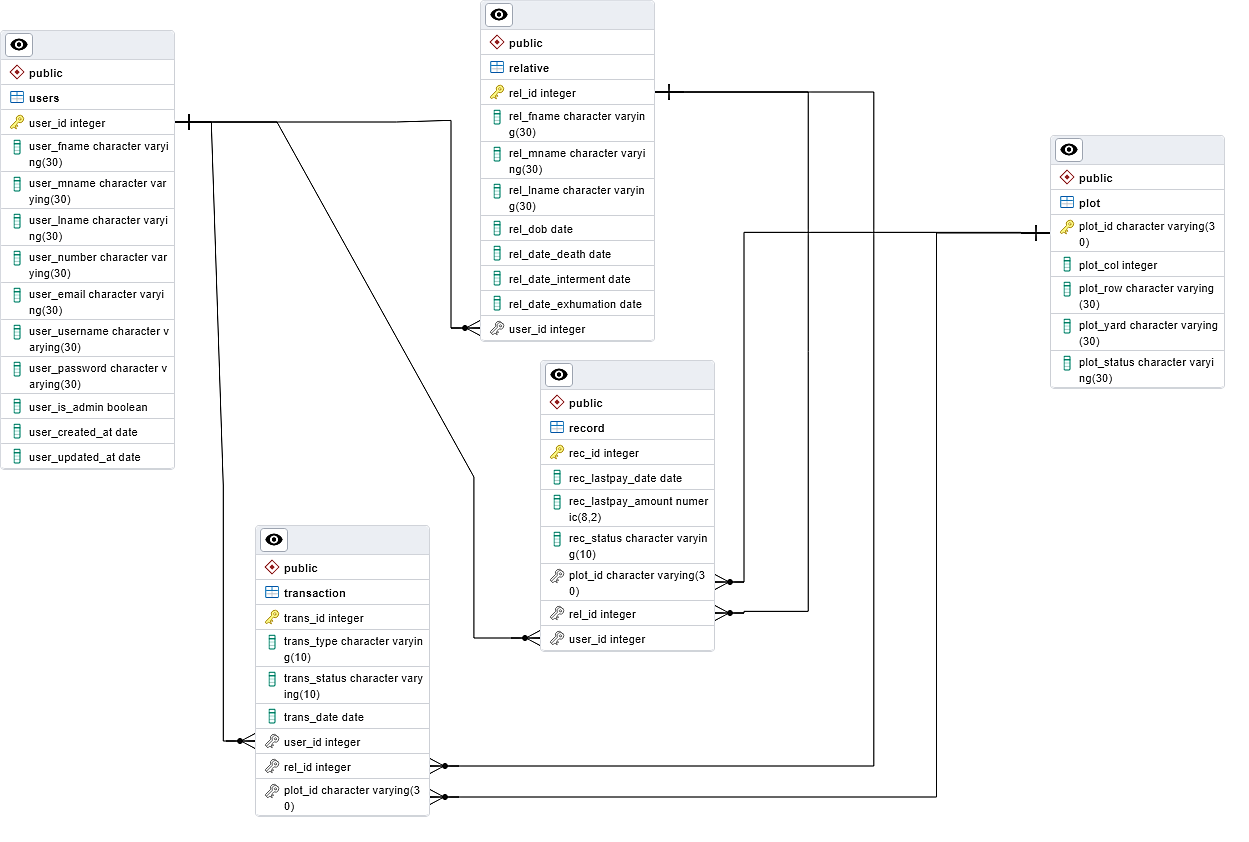 public
users
user_id integer
user_fname character varyi
ng(30)
user_mname character var
ying(30)
user_lname character varyi
ng(30)
user_number character var
ying(30)
user_email character varyi
ng(30)
user_username character v
arying(30)
user_password character v
arying(30)
user_is_admin boolean
user_created_at date
user_updated_at date
public
relative
rel_id integer
rel_fname character varyin
g(30)
rel_mname character varyi
ng(30)
rel_lname character varyin
g(30)
rel_dob date
rel_date_death date
rel_date_interment date
rel_date_exhumation date
user_id integer
public
plot
plot_id character varying(3
0)
plot_col integer
plot_row character varying
(30)
plot_yard character varying
(30)
plot_status character varyi
ng(30)
public
record
rec_id integer
rec_lastpay_date date
rec_lastpay_amount numer
ic(8,2)
rec_status character varyin
g(10)
plot_id character varying(3
0)
rel_id integer
user_id integer
public
transaction
trans_id integer
trans_type character varyin
g(10)
trans_status character vary
ing(10)
trans_date date
user_id integer
rel_id integer
plot_id character varying(3
0)